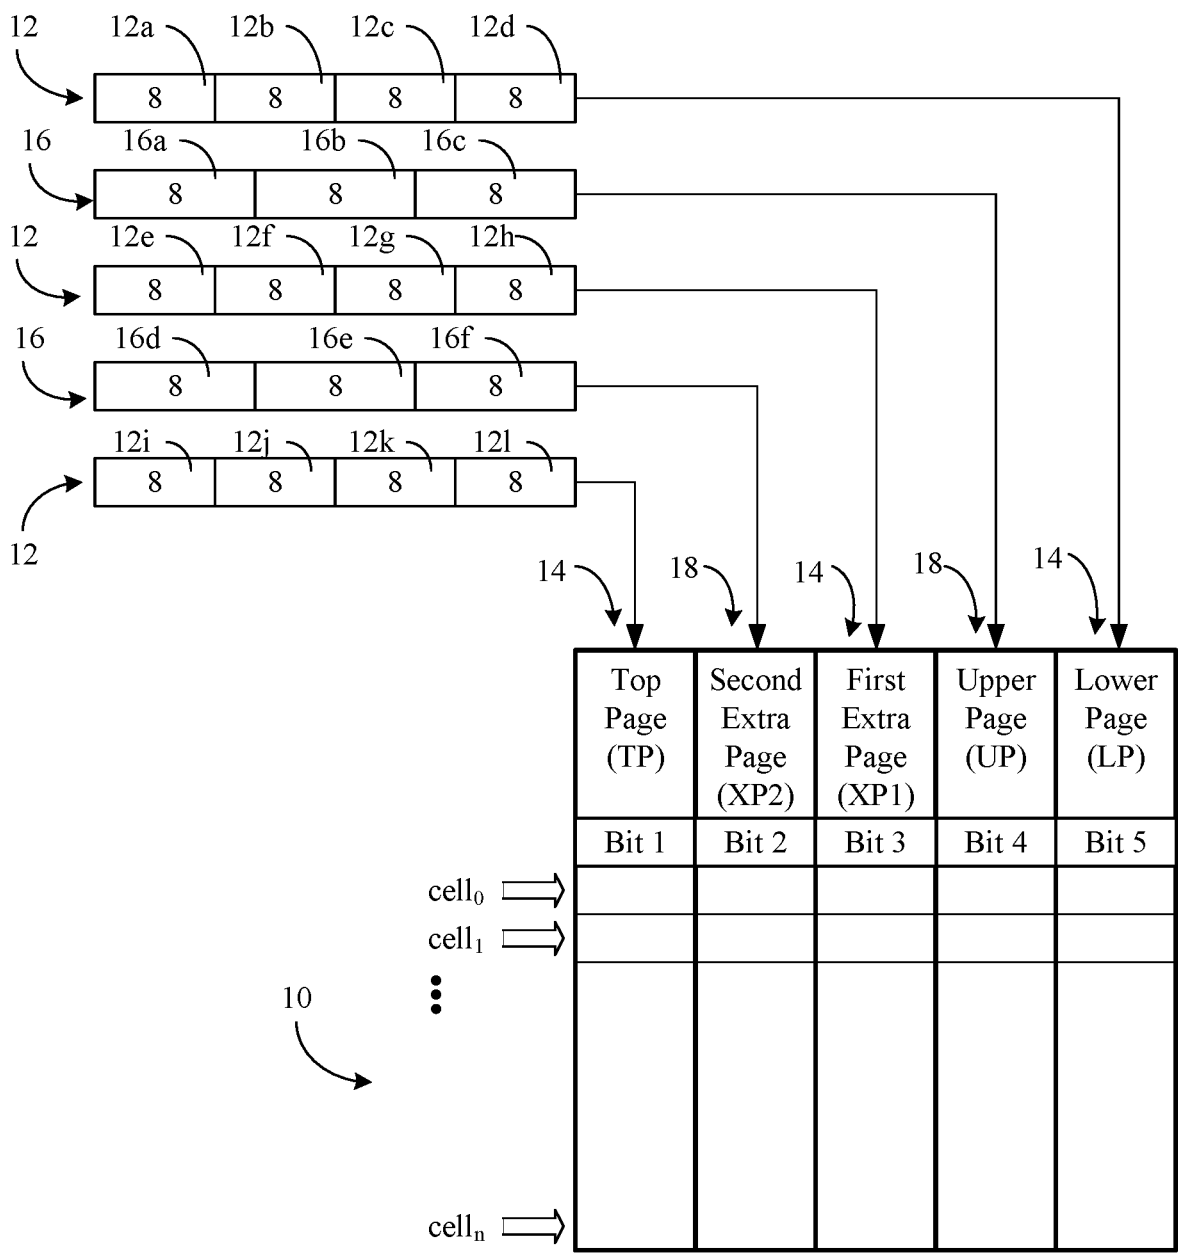 12 12a 12b 12c 12d
8 8 8 8
16 16a 16b 16c
8 8 8
12 12e 12f 12g 12h
8 8 8 8
16 16d 16e 16f
8 8 8
12i 12j 12k 12l
8 8 8 8
12
14 18 14 18 14
Top Second First Upper Lower
Page Extra Extra Page Page
(TP) Page Page (UP) (LP)
(XP2) (XP1)
Bit 1 Bit 2 Bit 3 Bit 4 Bit 5
cell0
cell1
10
celln